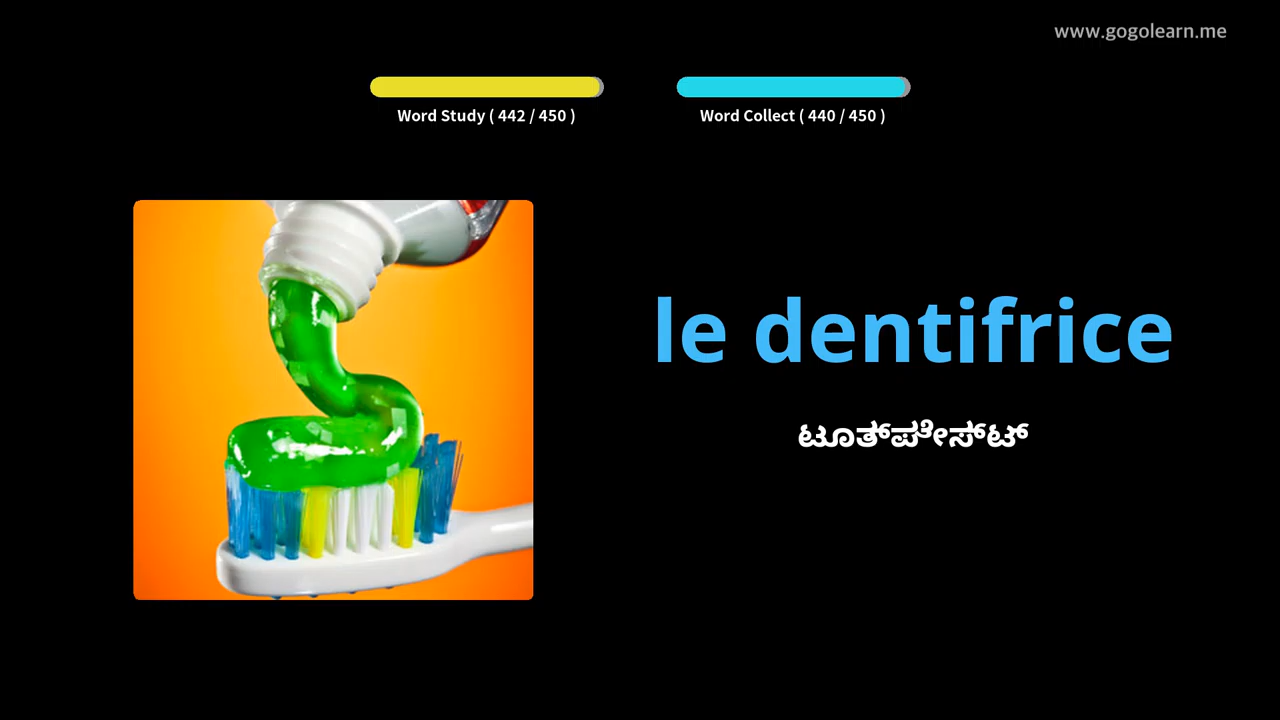 www.gogolearn.me
Word Study ( 442 / 450 )
Word Collect ( 440 / 450 )
le dentifrice
ಟೂತ್‌ಪೇಸ್ಟ್‌